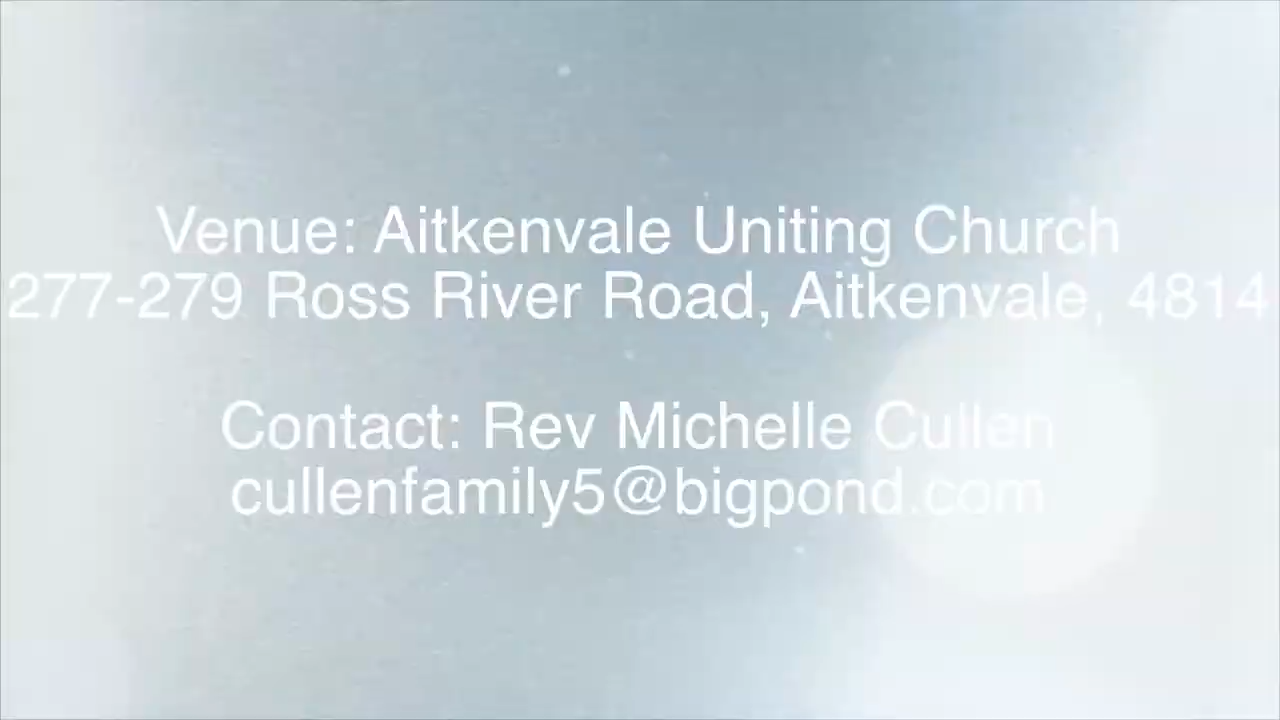 Venue: Aitkenvale Uniting Church
277-279 Ross River Road, Aitkenvale, 4814
Contact: Rev Michelle Cullen
cullenfamily5@bigpond.com